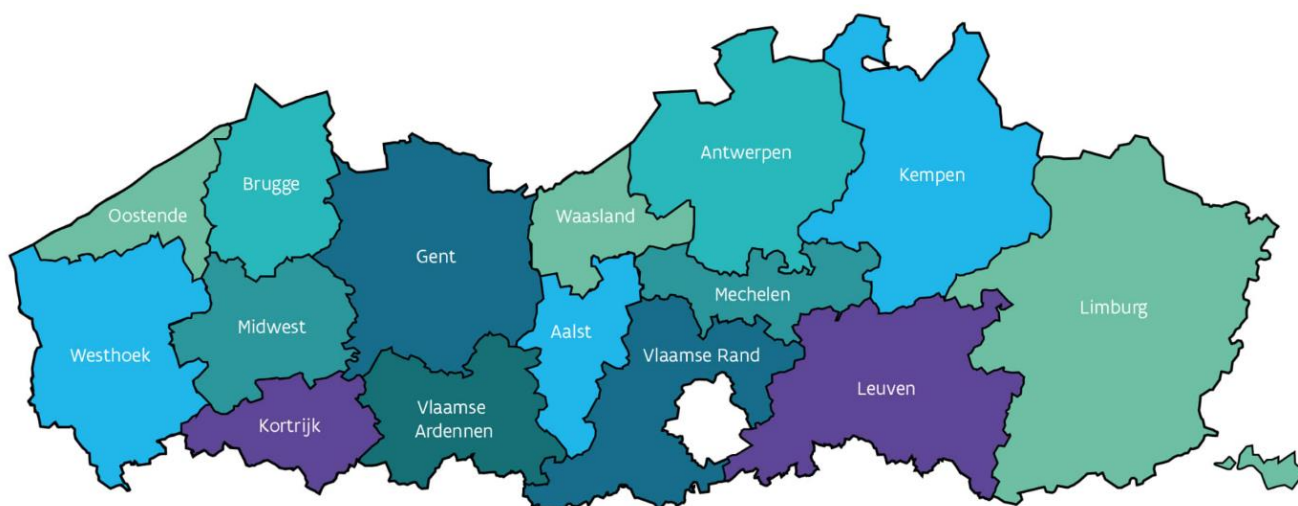 Antwerpen
Kempen
Brugge
Oostende
Waasland
Gent
Mechelen
Limburg
Midwest
Aalst
Westhoek
Vlaamse Rand
Leuven
Kortrijk
Vlaamse
Ardennen